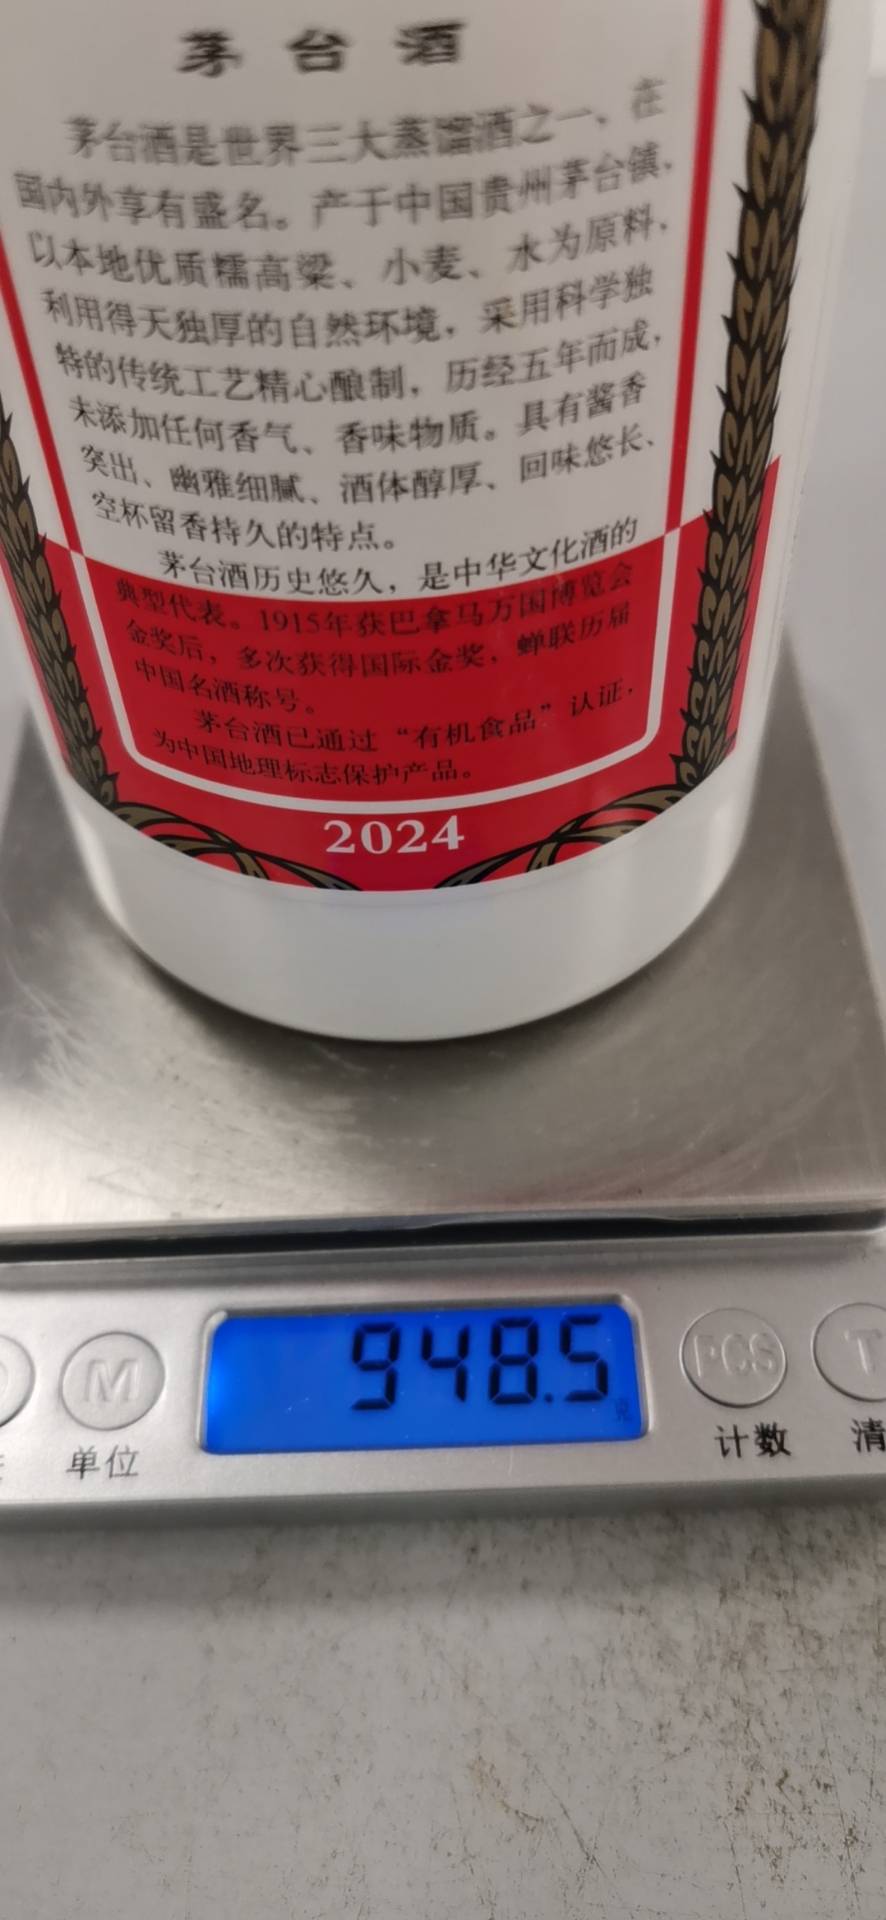 茅台酒
茅台酒是世界三大蒸馏酒之一、在
国内外享有盛名。产于中国贵州茅台镇,
以本地优质糯高粱、小麦、水为原料,
利用得天独厚的自然环境，采用科学独
特的传统工艺精心酿制，历经五年而成,
未添加任何香气、香味物质。具有酱香
突出、幽雅细腻、酒体醇厚、回味悠长、
空杯留香持久的特点。
茅台酒历史悠久，是中华文化酒的
典型代表。1915年获巴拿马万国博览会
金奖后，多次获得国际金奖，蝉联历届
中国名酒称号。
茅台酒已通过“有机食品”认证,
为中国地理标志保护产品。
2024
948.5
克
M
PCS
T
单位
计数
清